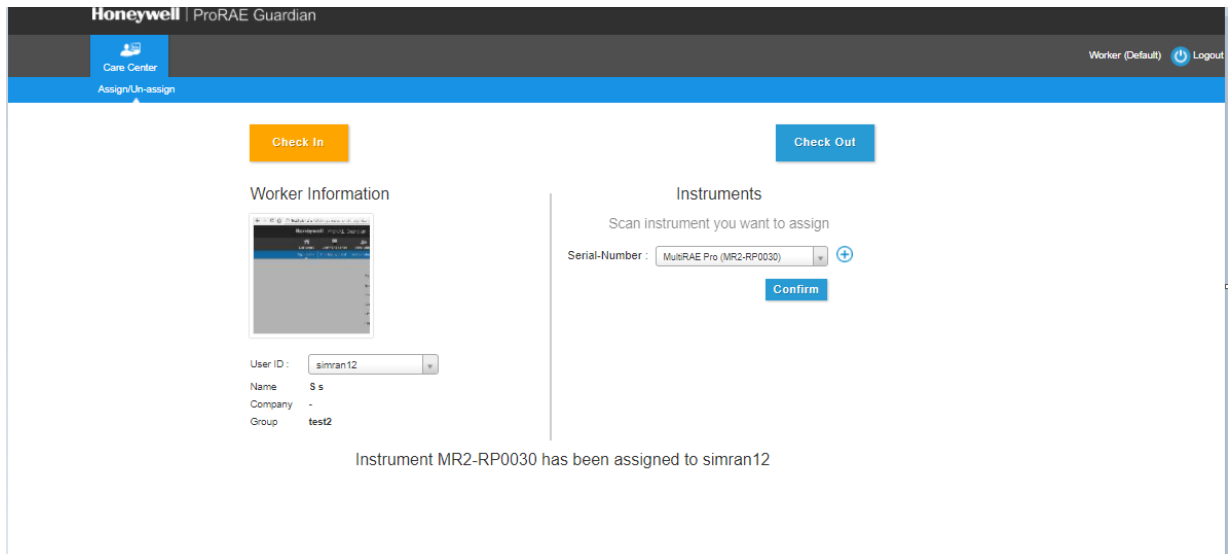 Honeywell | ProRAE Guardian
Care Center
Worker (Default) Logout
Assign/Un-assign
Check In
Check Out
Worker Information
Instruments
Scan instrument you want to assign
Serial-Number : MultiRAE Pro (MR2-RP0030)
Confirm
User ID : simran12
Name S s
Company -
Group test2
Instrument MR2-RP0030 has been assigned to simran12